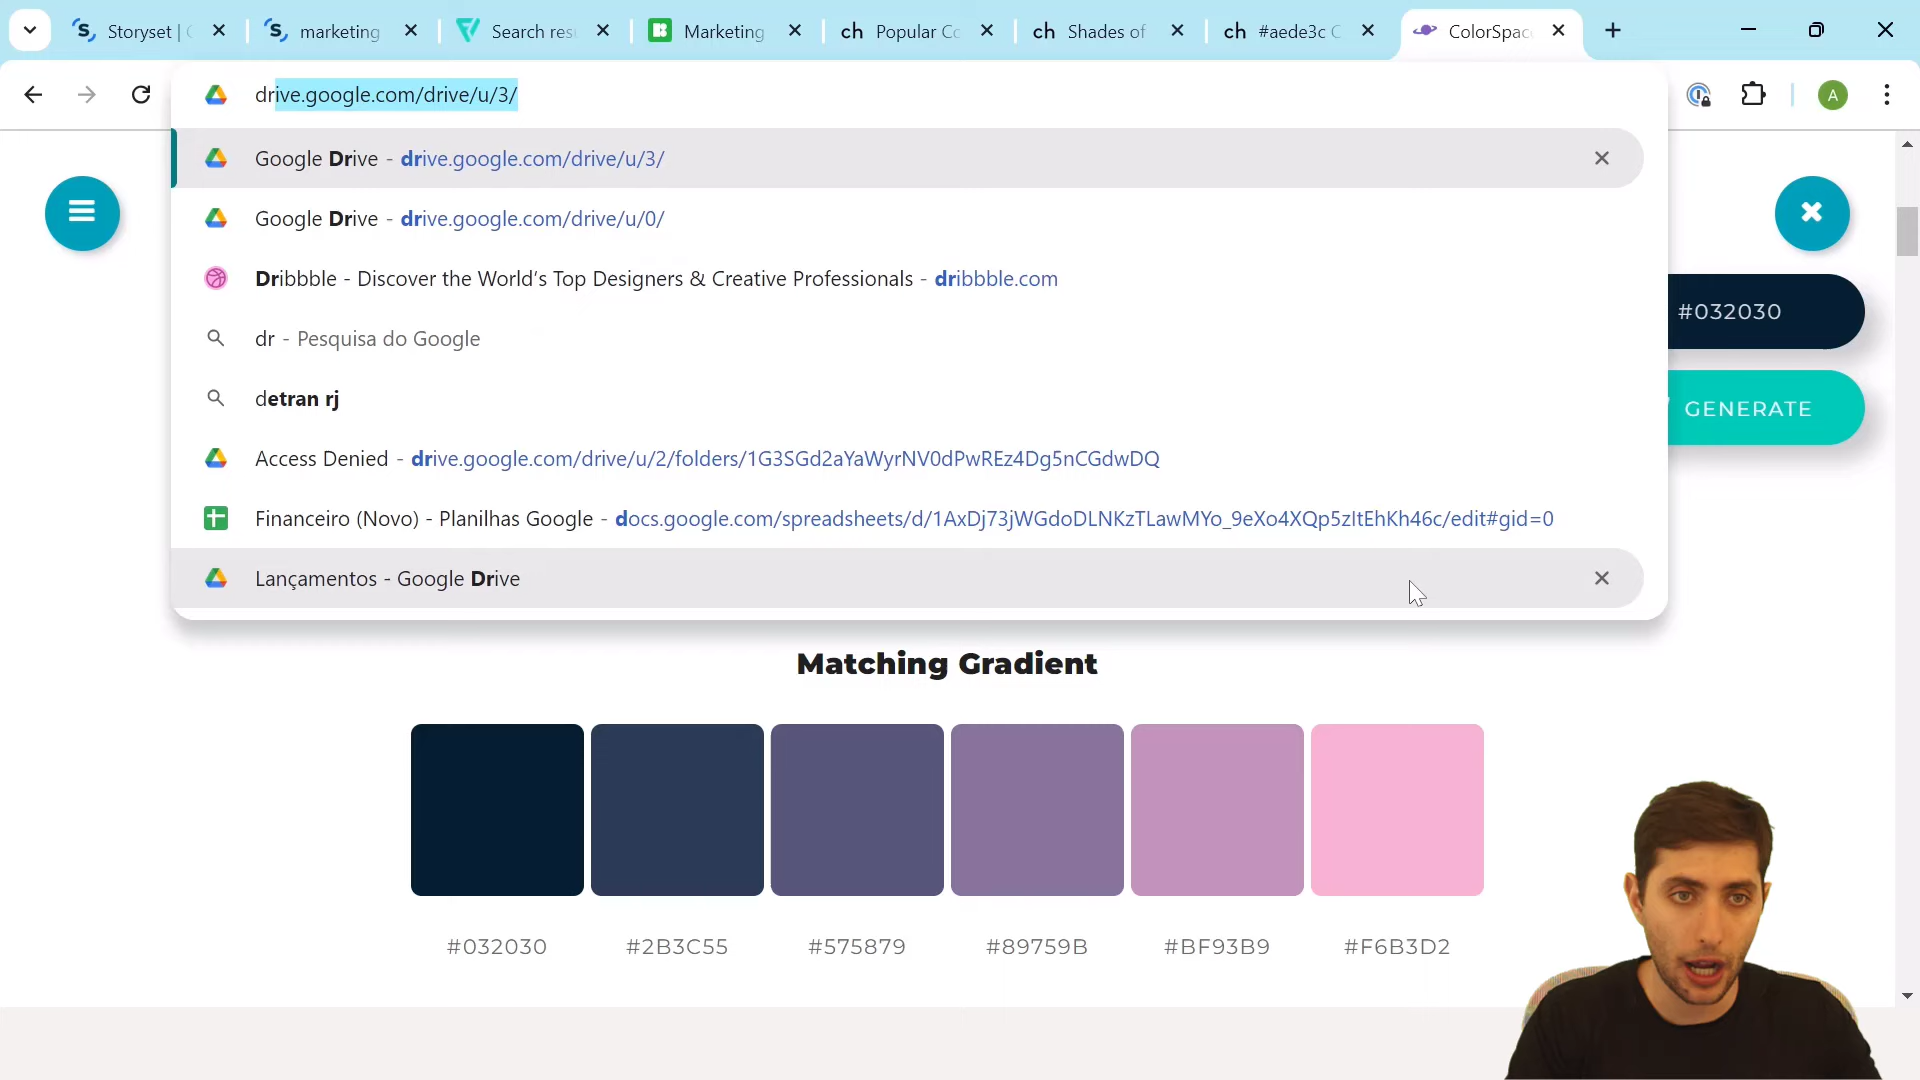 Storyset |
marketing
Search res
Marketing
ch Popular Co
ch Shades of
ch #aede3c C
ColorSpac
drive.google.com/drive/u/3/
A
Google Drive - drive.google.com/drive/u/3/
Google Drive - drive.google.com/drive/u/0/
Dribbble - Discover the World's Top Designers & Creative Professionals - dribbble.com
dr - Pesquisa do Google
detran rj
Access Denied - drive.google.com/drive/u/2/folders/1G3SGd2aYaWyrNV0dPwREz4Dg5nCGdwDQ
Financeiro (Novo) - Planilhas Google - docs.google.com/spreadsheets/d/1AxDj73jWGdoDLNKzTLawMYo_9eXo4XQp5zItEhKh46c/edit#gid=0
Lançamentos - Google Drive
#032030
GENERATE
Matching Gradient
#032030
#2B3C55
#575879
#89759B
#BF93B9
#F6B3D2